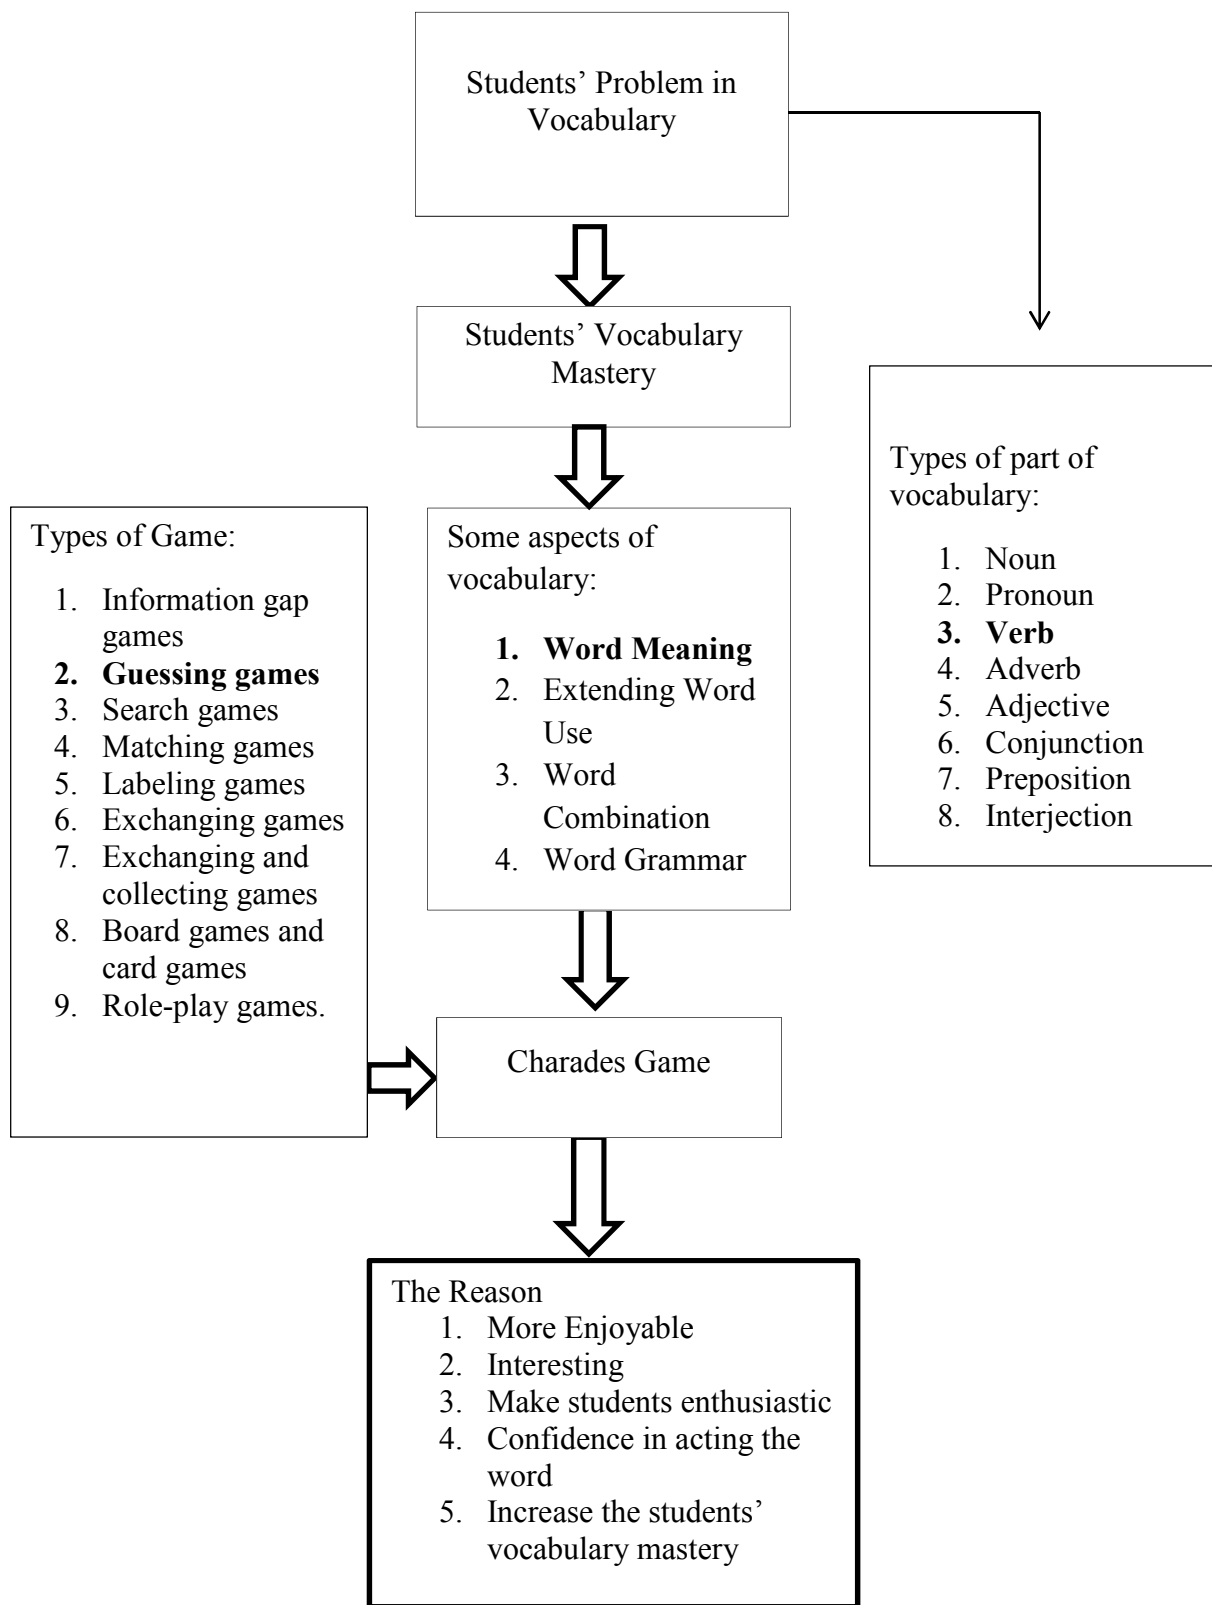 Students’ Problem in
Vocabulary
Students’ Vocabulary
Mastery
Types of part of
vocabulary:
1. Noun
2. Pronoun
3. Verb
4. Adverb
5. Adjective
6. Conjunction
7. Preposition
8. Interjection
Types of Game:
1. Information gap
games
2. Guessing games
3. Search games
4. Matching games
5. Labeling games
6. Exchanging games
7. Exchanging and
collecting games
8. Board games and
card games
9. Role-play games.
Some aspects of
vocabulary:
1. Word Meaning
2. Extending Word
Use
3. Word
Combination
4. Word Grammar
Charades Game
The Reason
1. More Enjoyable
2. Interesting
3. Make students enthusiastic
4. Confidence in acting the
word
5. Increase the students’
vocabulary mastery